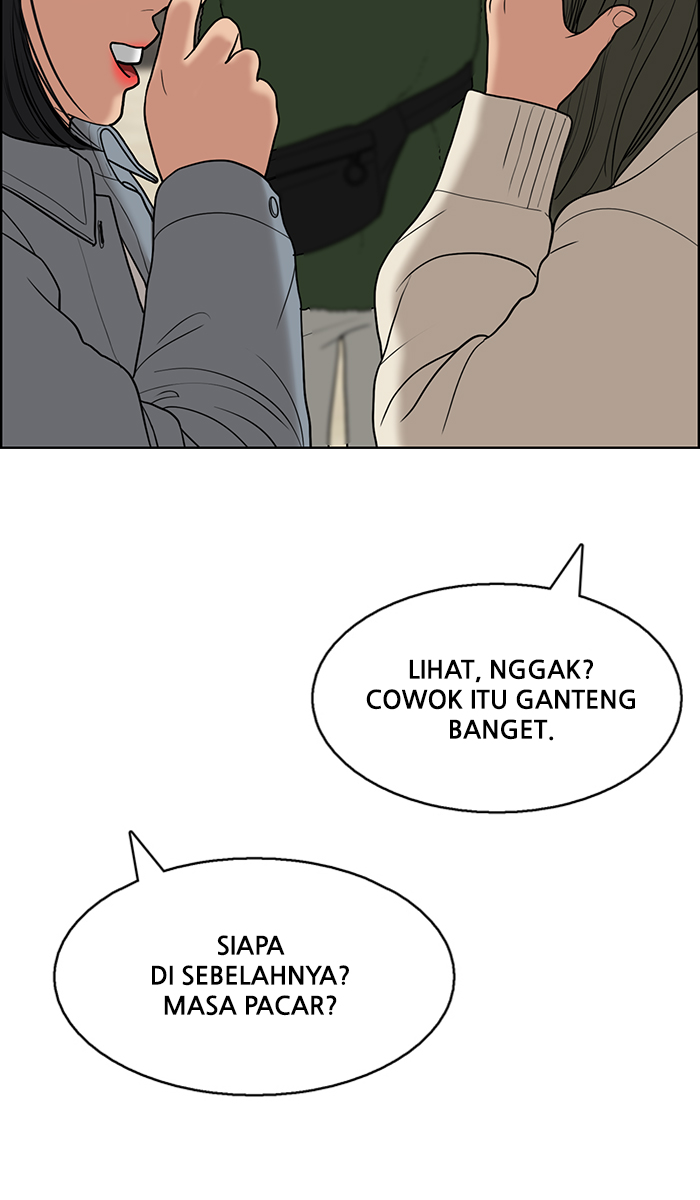 LIHAT, NGGAK?
COWOK ITU GANTENG
BANGET.
SIAPA
DI SEBELAHNYA?
MASA PACAR?